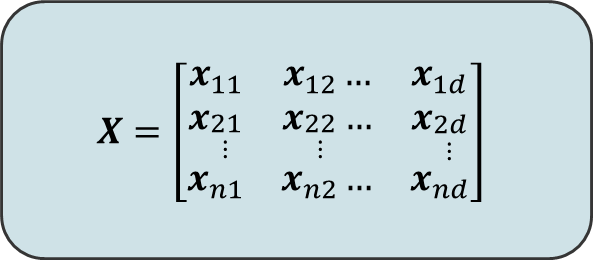 x₁₁ x₁₂ … x₁d
x₂₁ x₂₂ … x₂d
X =
⋮ ⋮ ⋮
xₙ₁ xₙ₂ … xₙd